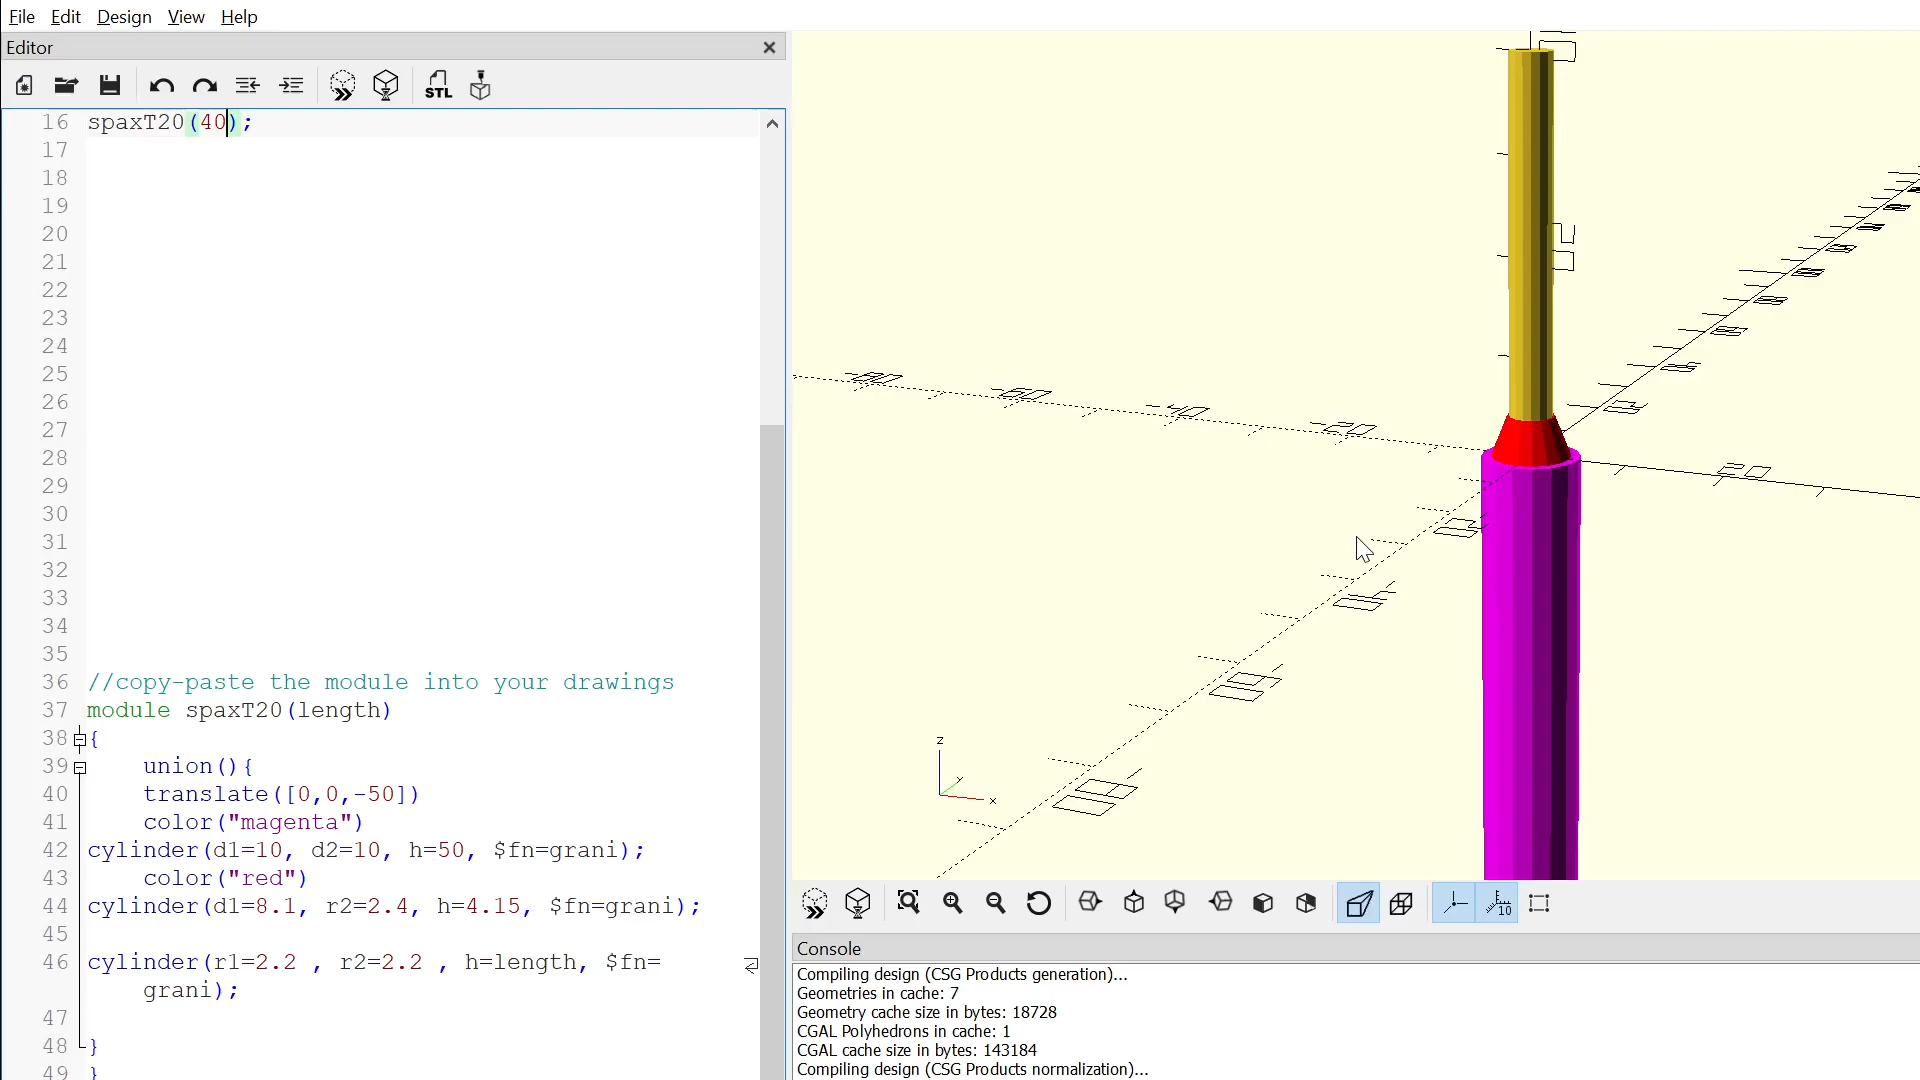 File Edit Design View Help
Editor
STL
16 spaxT20(40);
17
18
19
20
21
22
23
24
25
26
27
28
29
30
31
32
33
34
35
36 //copy-paste the module into your drawings
37 module spaxT20(length)
38 {
39 union(){
40 translate([0,0,-50])
41 color("magenta")
42 cylinder(d1=10, d2=10, h=50, $fn=grani);
43 color("red")
44 cylinder(d1=8.1, r2=2.4, h=4.15, $fn=grani);
45
46 cylinder(r1=2.2 , r2=2.2 , h=length, $fn=
grani);
47
48 }
49 }
z
y
x
10
Console
Compiling design (CSG Products generation)...
Geometries in cache: 7
Geometry cache size in bytes: 18728
CGAL Polyhedrons in cache: 1
CGAL cache size in bytes: 143184
Compiling design (CSG Products normalization)...